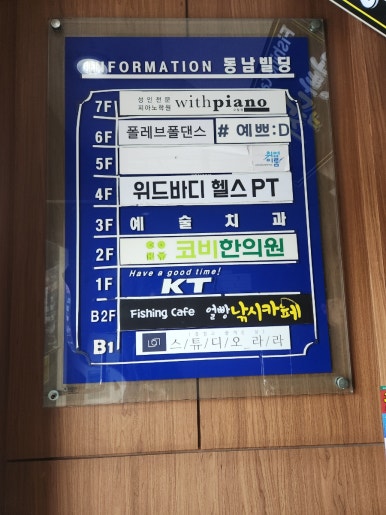 INFORMATION 동남빌딩
7F 성인전문 피아노학원 withpiano
6F 폴레브폴댄스 # 예쁘:D
5F
4F 위드바디 헬스 PT
3F 예술치과
2F 코비한의원
Have a good time!
1F KT
B2F Fishing Cafe 얼빵 낚시카페
B1 스/튜/디/오_라/라